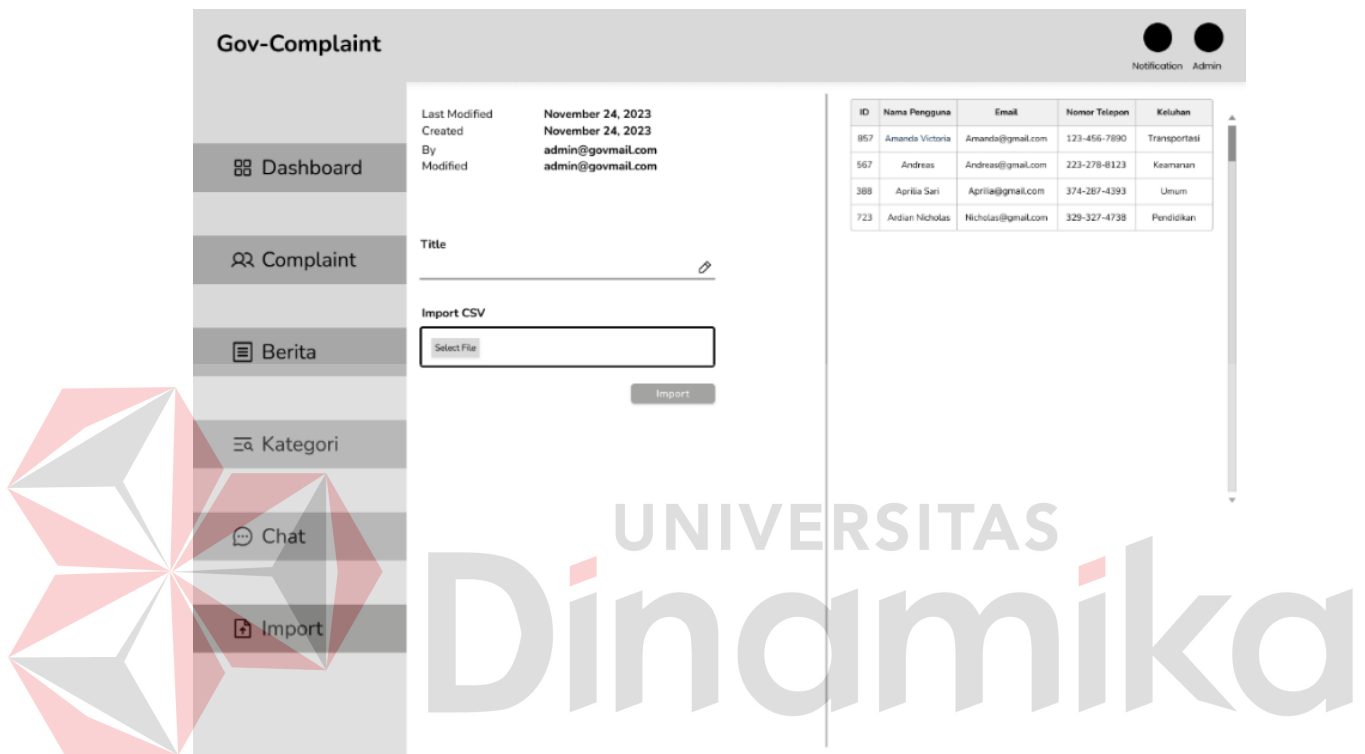 Gov-Complaint
Notification Admin
Dashboard
Complaint
Berita
Kategori
Chat
Import
Last Modified November 24, 2023
Created November 24, 2023
By admin@govmail.com
Modified admin@govmail.com
Title
Import CSV
Select File
Import
ID Nama Pengguna Email Nomor Telepon Keluhan
857 Amanda Victoria Amanda@gmail.com 123-456-7890 Transportasi
567 Andreas Andreas@gmail.com 223-278-8123 Keamanan
388 Aprilia Sari Aprilia@gmail.com 374-287-4393 Umum
723 Ardian Nicholas Nicholas@gmail.com 329-327-4738 Pendidikan
UNIVERSITAS
Dinamika